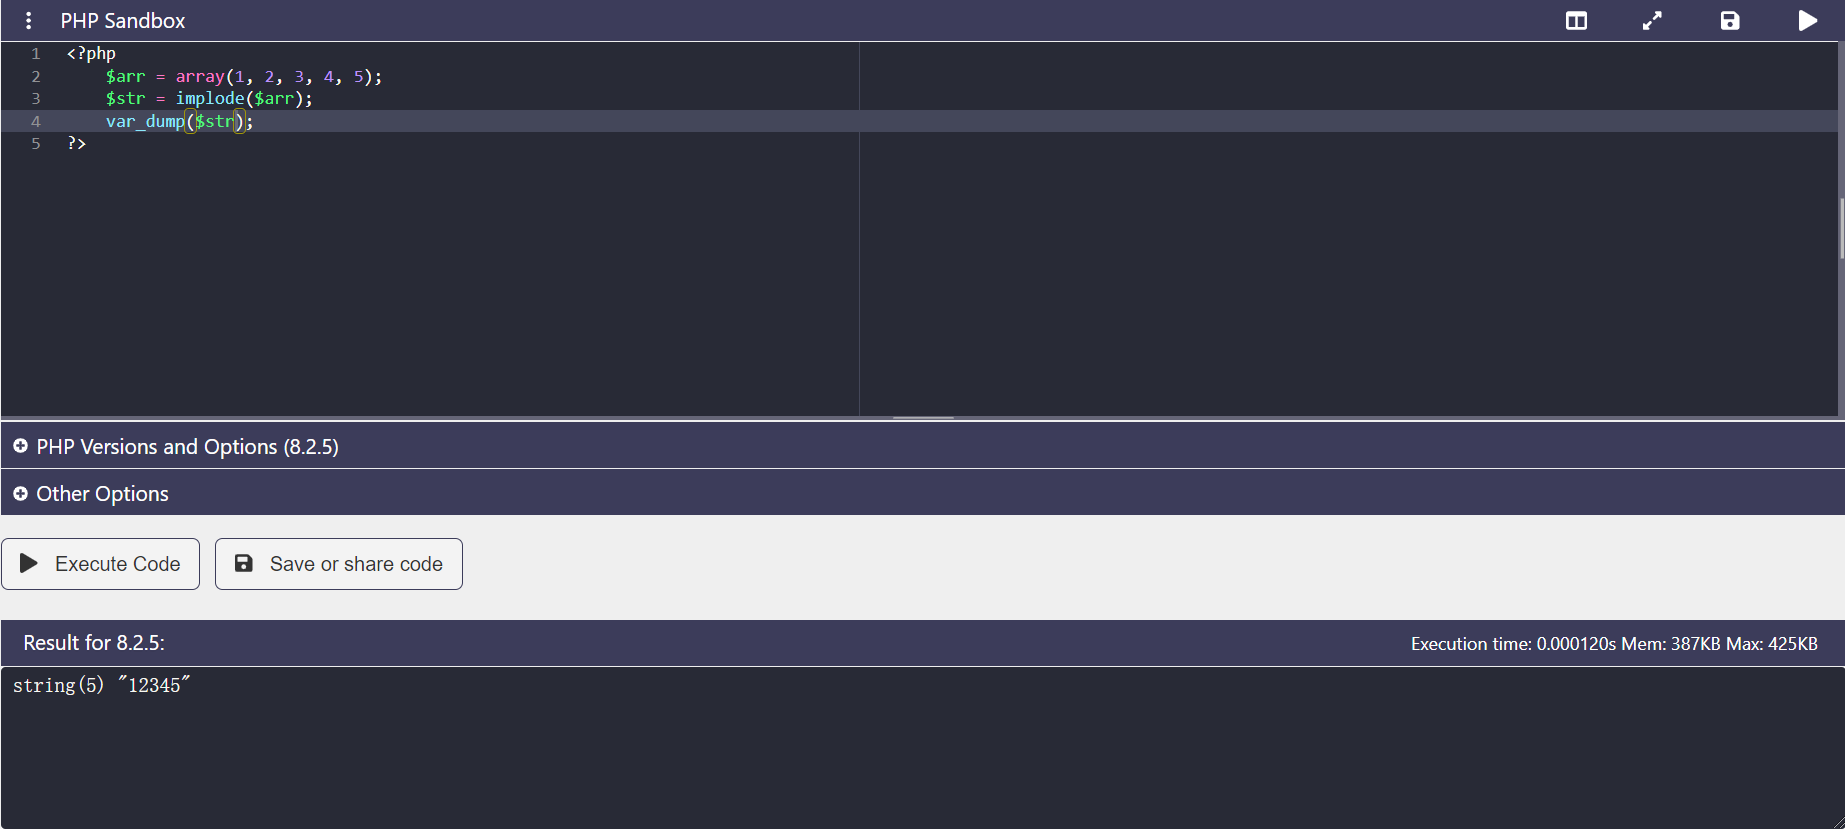 PHP Sandbox
1 <?php
2 $arr = array(1, 2, 3, 4, 5);
3 $str = implode($arr);
4 var_dump($str);
5 ?>
PHP Versions and Options (8.2.5)
Other Options
Execute Code Save or share code
Result for 8.2.5: Execution time: 0.000120s Mem: 387KB Max: 425KB
string(5) "12345"